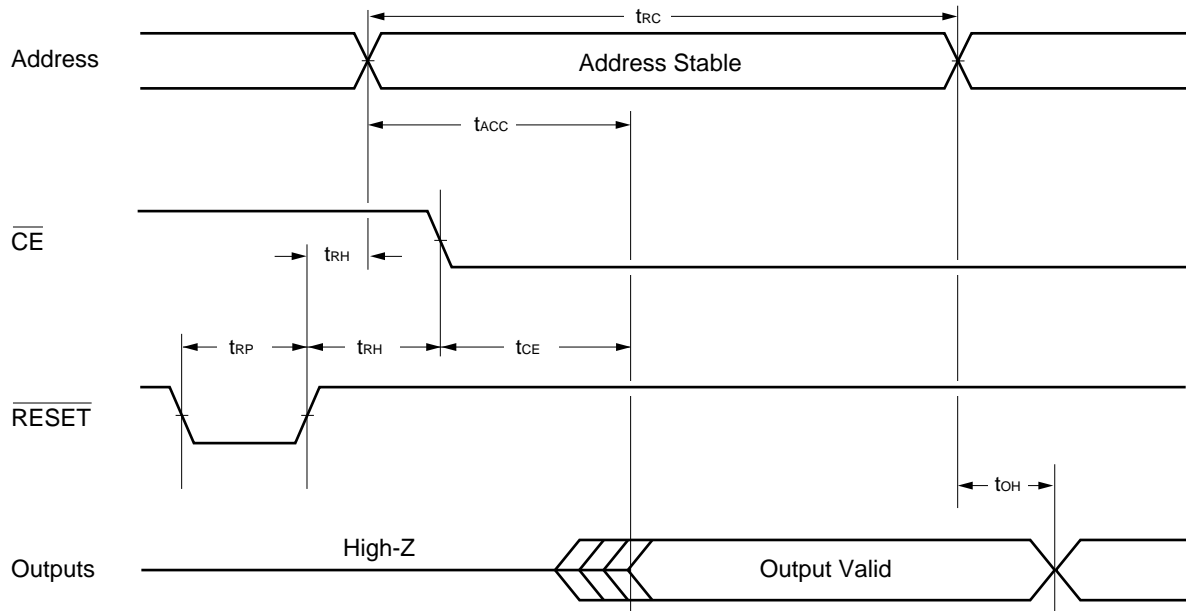 tRC
Address
Address Stable
tACC
CE
tRH
tRP
tRH
tCE
RESET
tOH
High-Z
Outputs
Output Valid